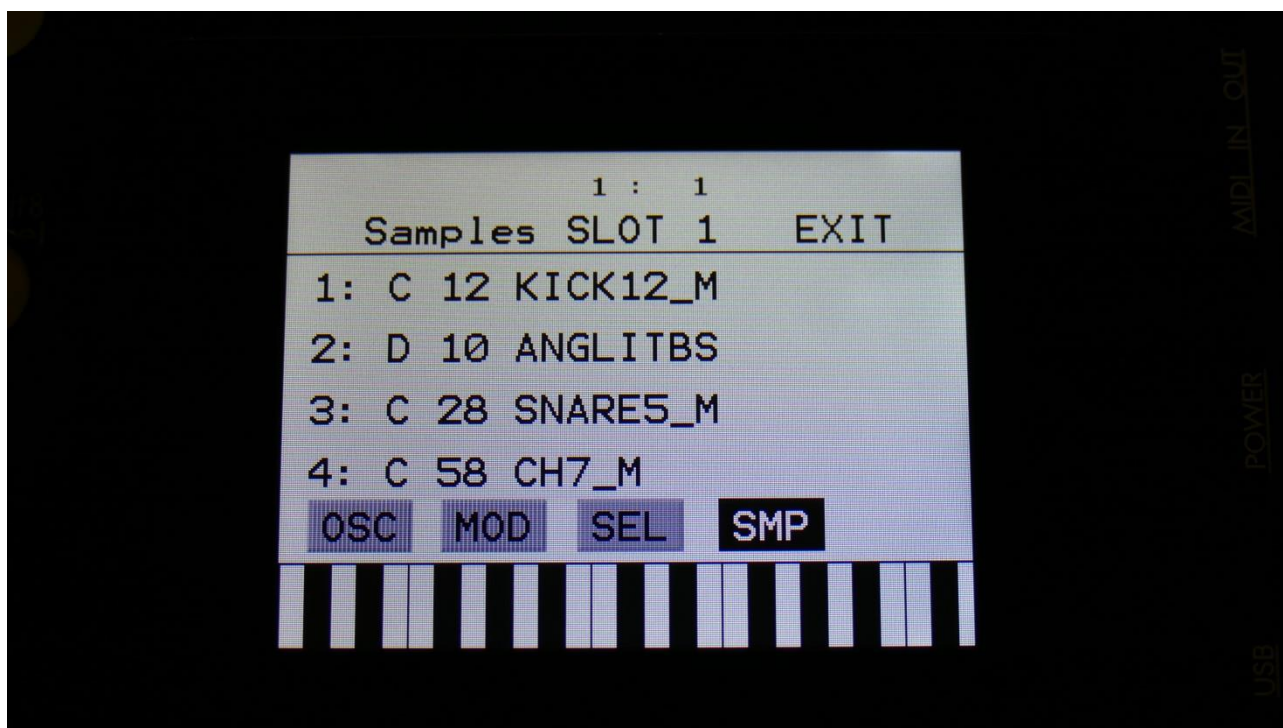 1 : 1
Samples SLOT 1 EXIT
1: C 12 KICK12_M
2: D 10 ANGLITBS
3: C 28 SNARE5_M
4: C 58 CH7_M
OSC MOD SEL SMP
MIDI IN OUT
POWER
USB